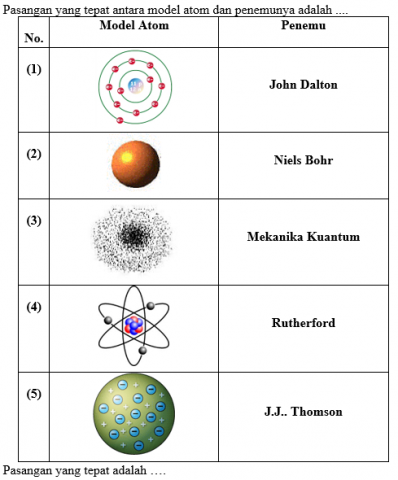 Pasangan yang tepat antara model atom dan penemunya adalah ....
No. Model Atom Penemu
(1) John Dalton
(2) Niels Bohr
(3) Mekanika Kuantum
(4) Rutherford
(5) J.J.. Thomson
Pasangan yang tepat adalah ….